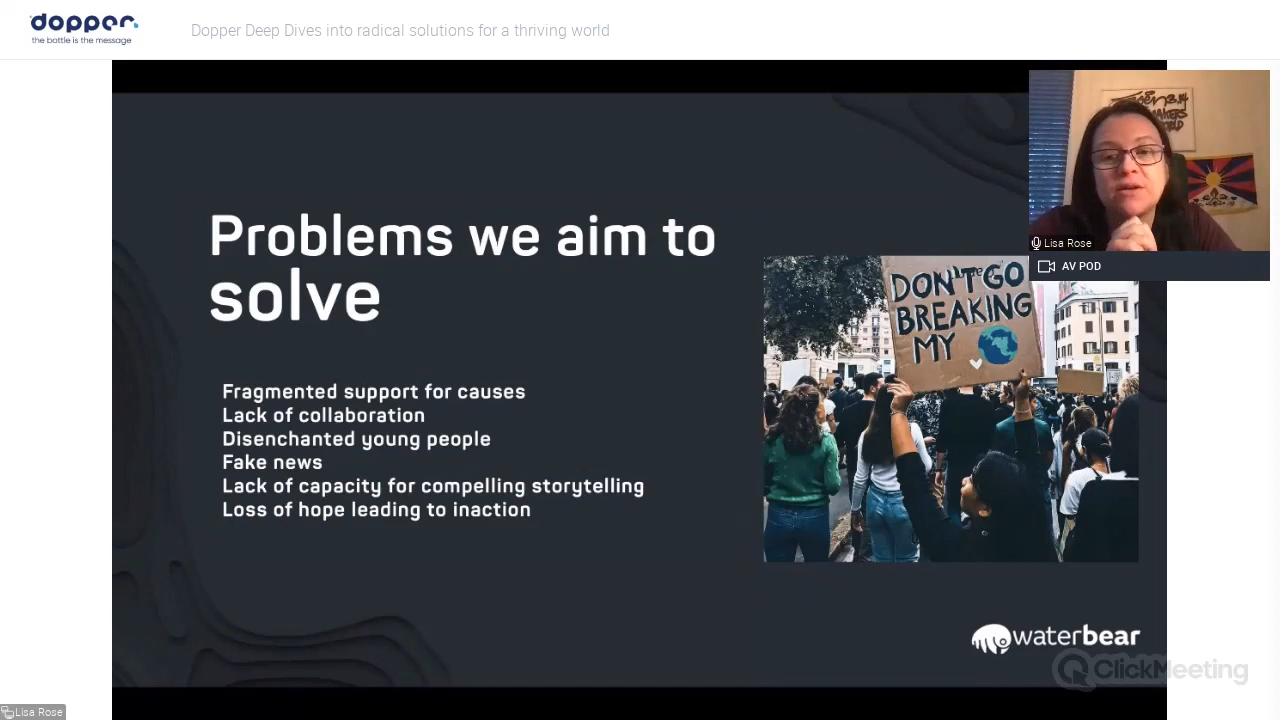 dopper
the bottle is the message
Dopper Deep Dives into radical solutions for a thriving world
Lisa Rose
AV POD
Problems we aim to
solve
Fragmented support for causes
Lack of collaboration
Disenchanted young people
Fake news
Lack of capacity for compelling storytelling
Loss of hope leading to inaction
DON'T GO
BREAKING
MY
waterbear
ClickMeeting
Lisa Rose